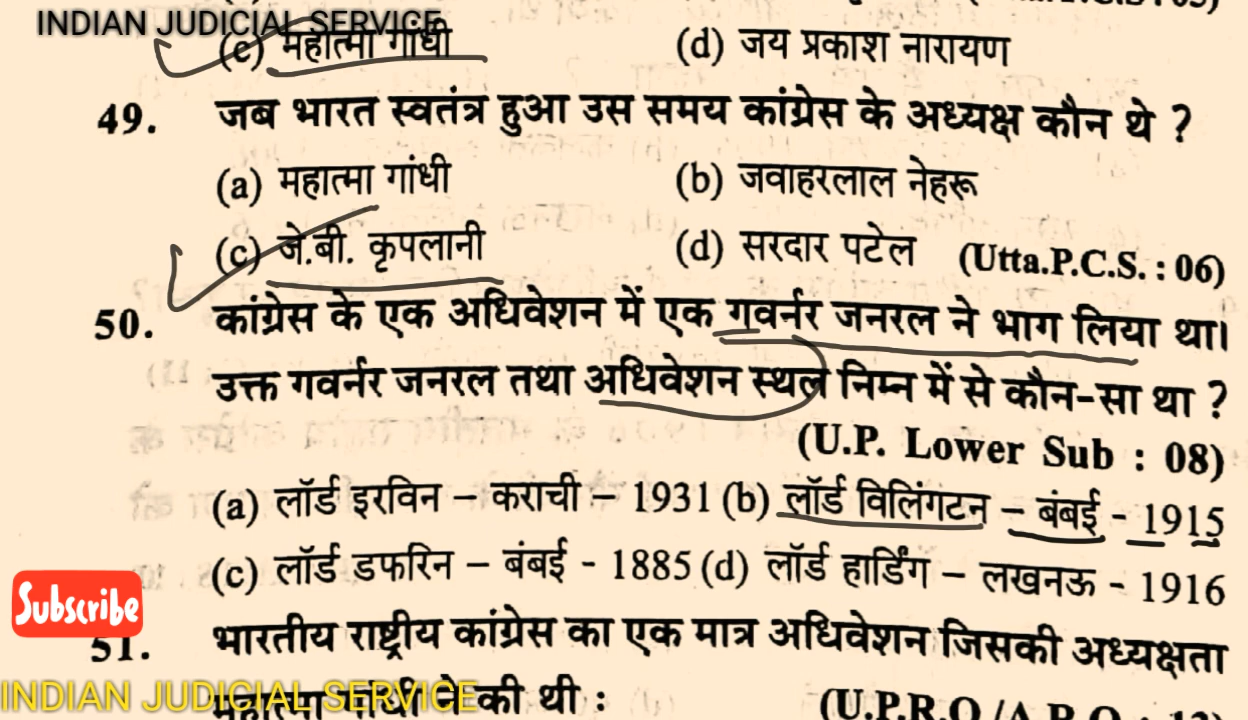 INDIAN JUDICIAL SERVICE
(c) महात्मा गांधी (d) जय प्रकाश नारायण
49. जब भारत स्वतंत्र हुआ उस समय कांग्रेस के अध्यक्ष कौन थे ?
(a) महात्मा गांधी (b) जवाहरलाल नेहरू
(c) जे.बी. कृपलानी (d) सरदार पटेल (Utta.P.C.S. : 06)
50. कांग्रेस के एक अधिवेशन में एक गवर्नर जनरल ने भाग लिया था।
उक्त गवर्नर जनरल तथा अधिवेशन स्थल निम्न में से कौन-सा था ?
(U.P. Lower Sub : 08)
(a) लॉर्ड इरविन – कराची – 1931 (b) लॉर्ड विलिंगटन – बंबई - 1915
(c) लॉर्ड डफरिन – बंबई - 1885 (d) लॉर्ड हार्डिंग – लखनऊ - 1916
Subscribe
51. भारतीय राष्ट्रीय कांग्रेस का एक मात्र अधिवेशन जिसकी अध्यक्षता
INDIAN JUDICIAL SERVICE
महात्मा गांधी ने की थी :